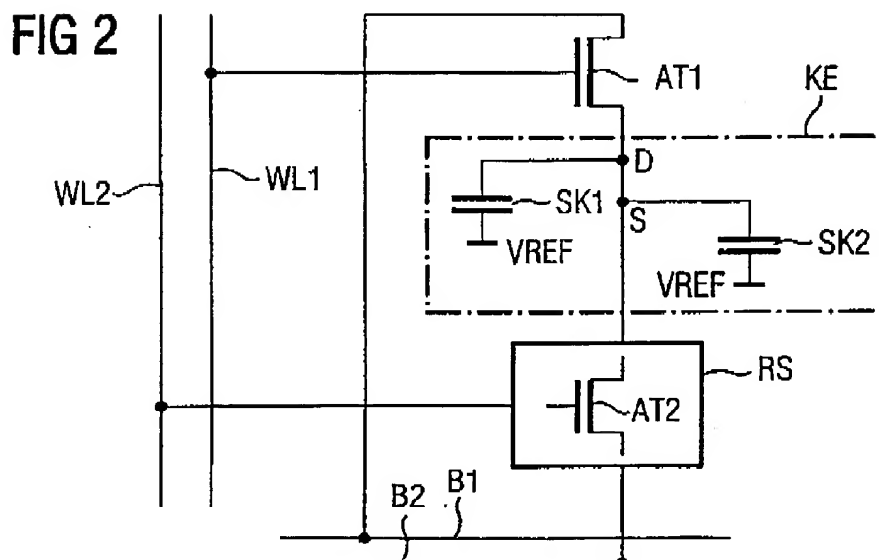 FIG 2
AT1
KE
D
WL2
WL1
SK1
S
VREF
SK2
VREF
RS
AT2
B2
B1